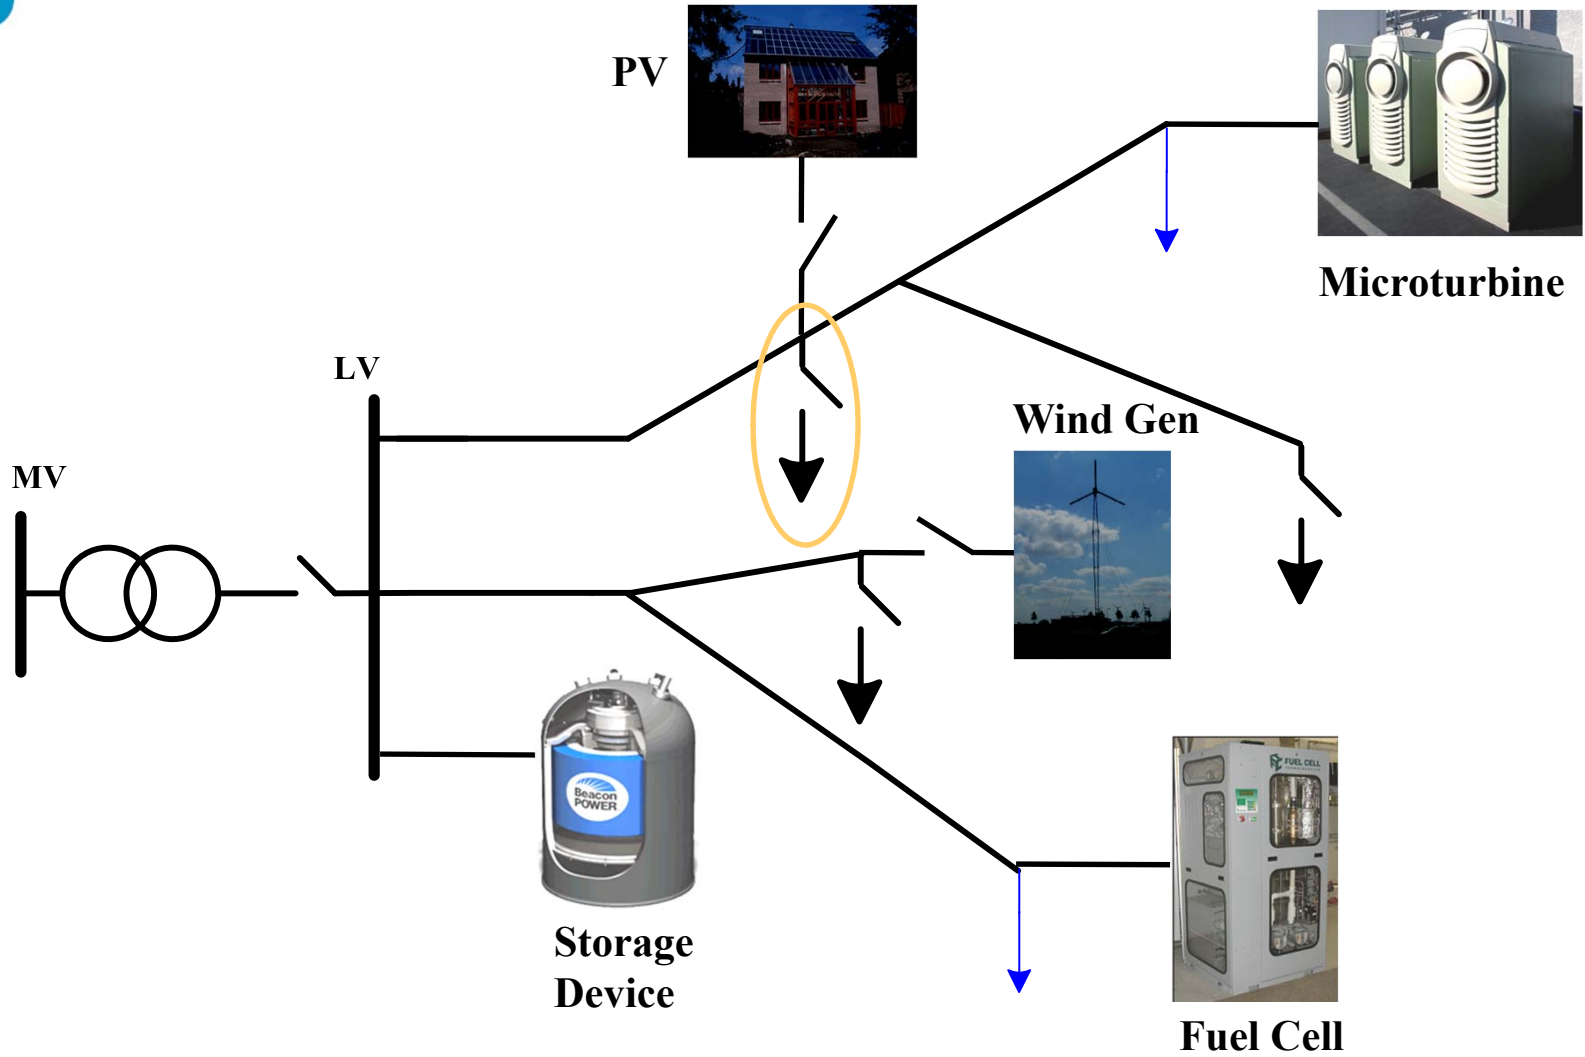 PV
Microturbine
LV
Wind Gen
MV
Beacon
POWER
FUEL CELL
Storage
Device
Fuel Cell